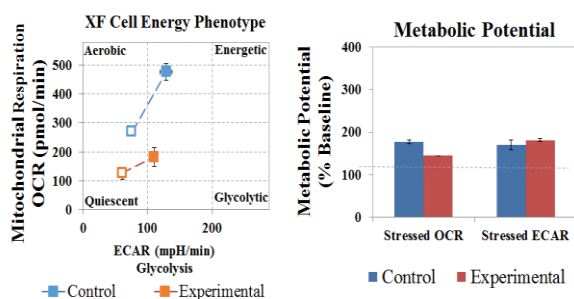 XF Cell Energy Phenotype
Aerobic
Energetic
Mitochondrial Respiration
OCR (pmol/min)
500
400
300
200
100
0
Quiescent
Glycolytic
0
100
200
ECAR (mpH/min)
Glycolysis
Control
Experimental
Metabolic Potential
Metabolic Potential
(% Baseline)
400
300
200
100
0
Stressed OCR
Stressed ECAR
Control
Experimental